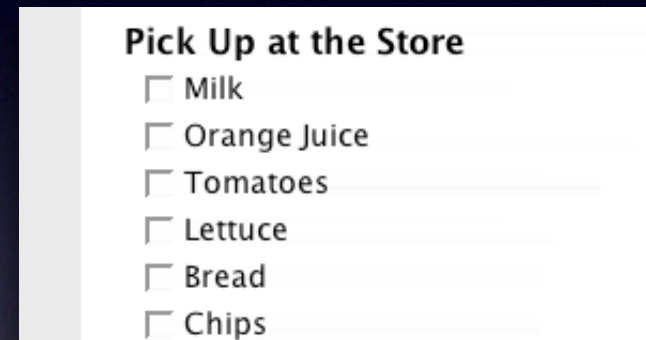 Pick Up at the Store
Milk
Orange Juice
Tomatoes
Lettuce
Bread
Chips